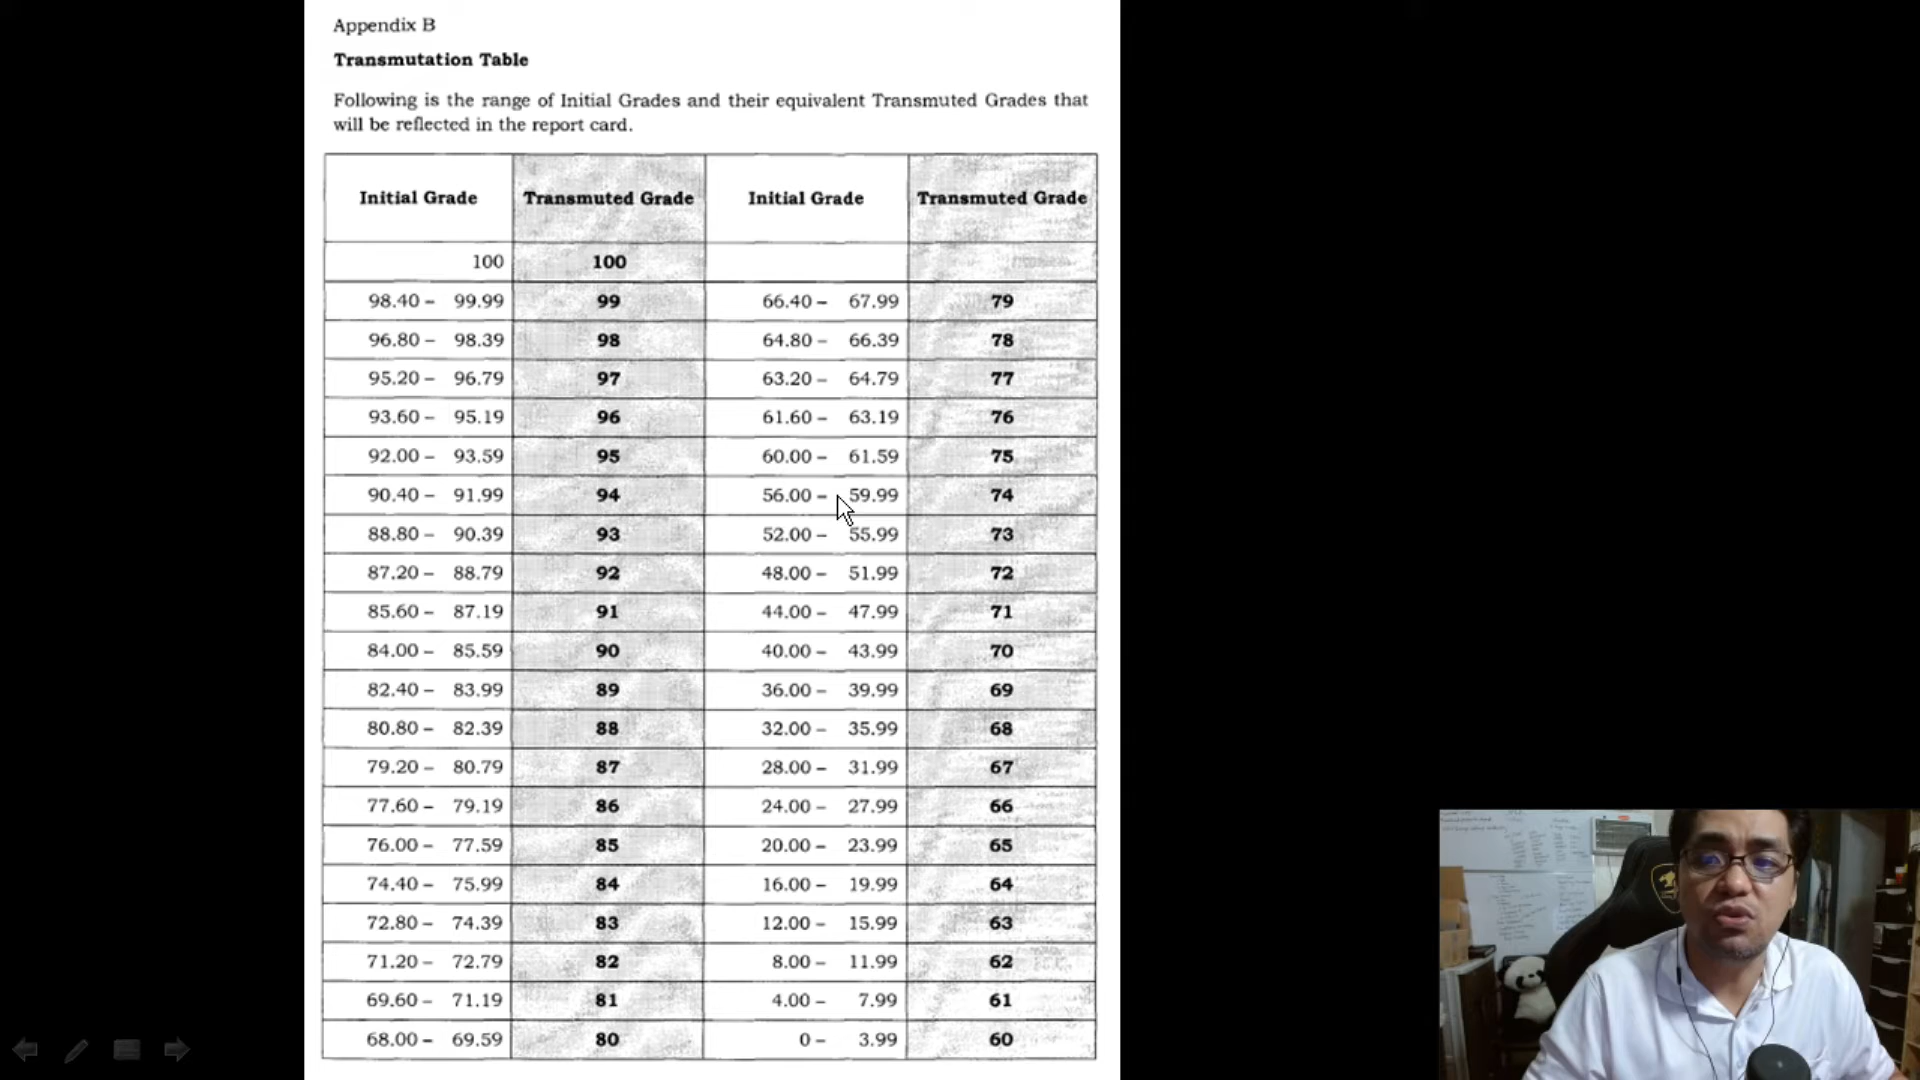 Appendix B
Transmutation Table
Following is the range of Initial Grades and their equivalent Transmuted Grades that
will be reflected in the report card.
Initial Grade Transmuted Grade Initial Grade Transmuted Grade
100 100
98.40 – 99.99 99 66.40 – 67.99 79
96.80 – 98.39 98 64.80 – 66.39 78
95.20 – 96.79 97 63.20 – 64.79 77
93.60 – 95.19 96 61.60 – 63.19 76
92.00 – 93.59 95 60.00 – 61.59 75
90.40 – 91.99 94 56.00 – 59.99 74
88.80 – 90.39 93 52.00 – 55.99 73
87.20 – 88.79 92 48.00 – 51.99 72
85.60 – 87.19 91 44.00 – 47.99 71
84.00 – 85.59 90 40.00 – 43.99 70
82.40 – 83.99 89 36.00 – 39.99 69
80.80 – 82.39 88 32.00 – 35.99 68
79.20 – 80.79 87 28.00 – 31.99 67
77.60 – 79.19 86 24.00 – 27.99 66
76.00 – 77.59 85 20.00 – 23.99 65
74.40 – 75.99 84 16.00 – 19.99 64
72.80 – 74.39 83 12.00 – 15.99 63
71.20 – 72.79 82 8.00 – 11.99 62
69.60 – 71.19 81 4.00 – 7.99 61
68.00 – 69.59 80 0 – 3.99 60